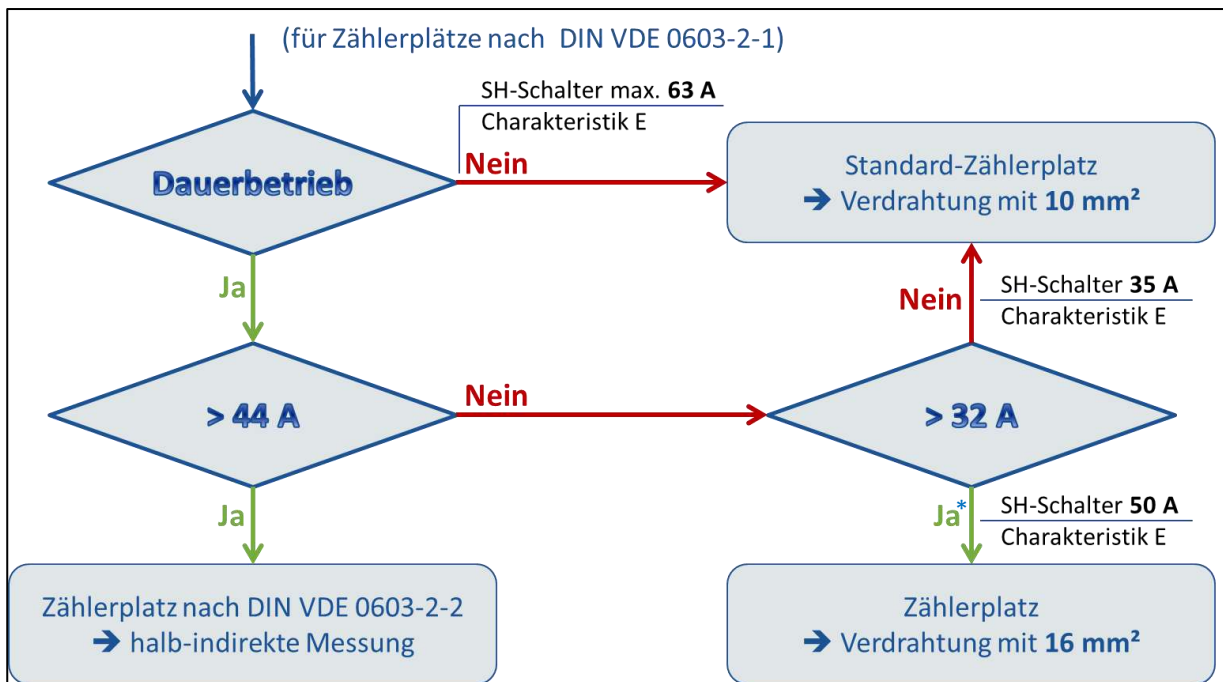 (für Zählerplätze nach DIN VDE 0603-2-1)
SH-Schalter max. 63 A
Charakteristik E
Dauerbetrieb
Nein
Standard-Zählerplatz
➔ Verdrahtung mit 10 mm²
Ja
Nein
SH-Schalter 35 A
Charakteristik E
> 44 A
Nein
> 32 A
Ja
Ja*
SH-Schalter 50 A
Charakteristik E
Zählerplatz nach DIN VDE 0603-2-2
➔ halb-indirekte Messung
Zählerplatz
➔ Verdrahtung mit 16 mm²